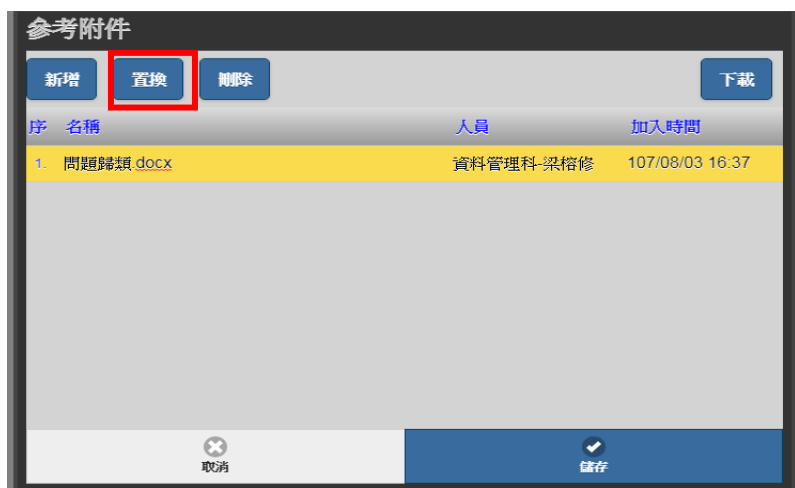 參考附件
新增 置換 刪除 下載
序 名稱 人員 加入時間
1. 問題歸類.docx 資料管理科-梁榕修 107/08/03 16:37
取消 儲存